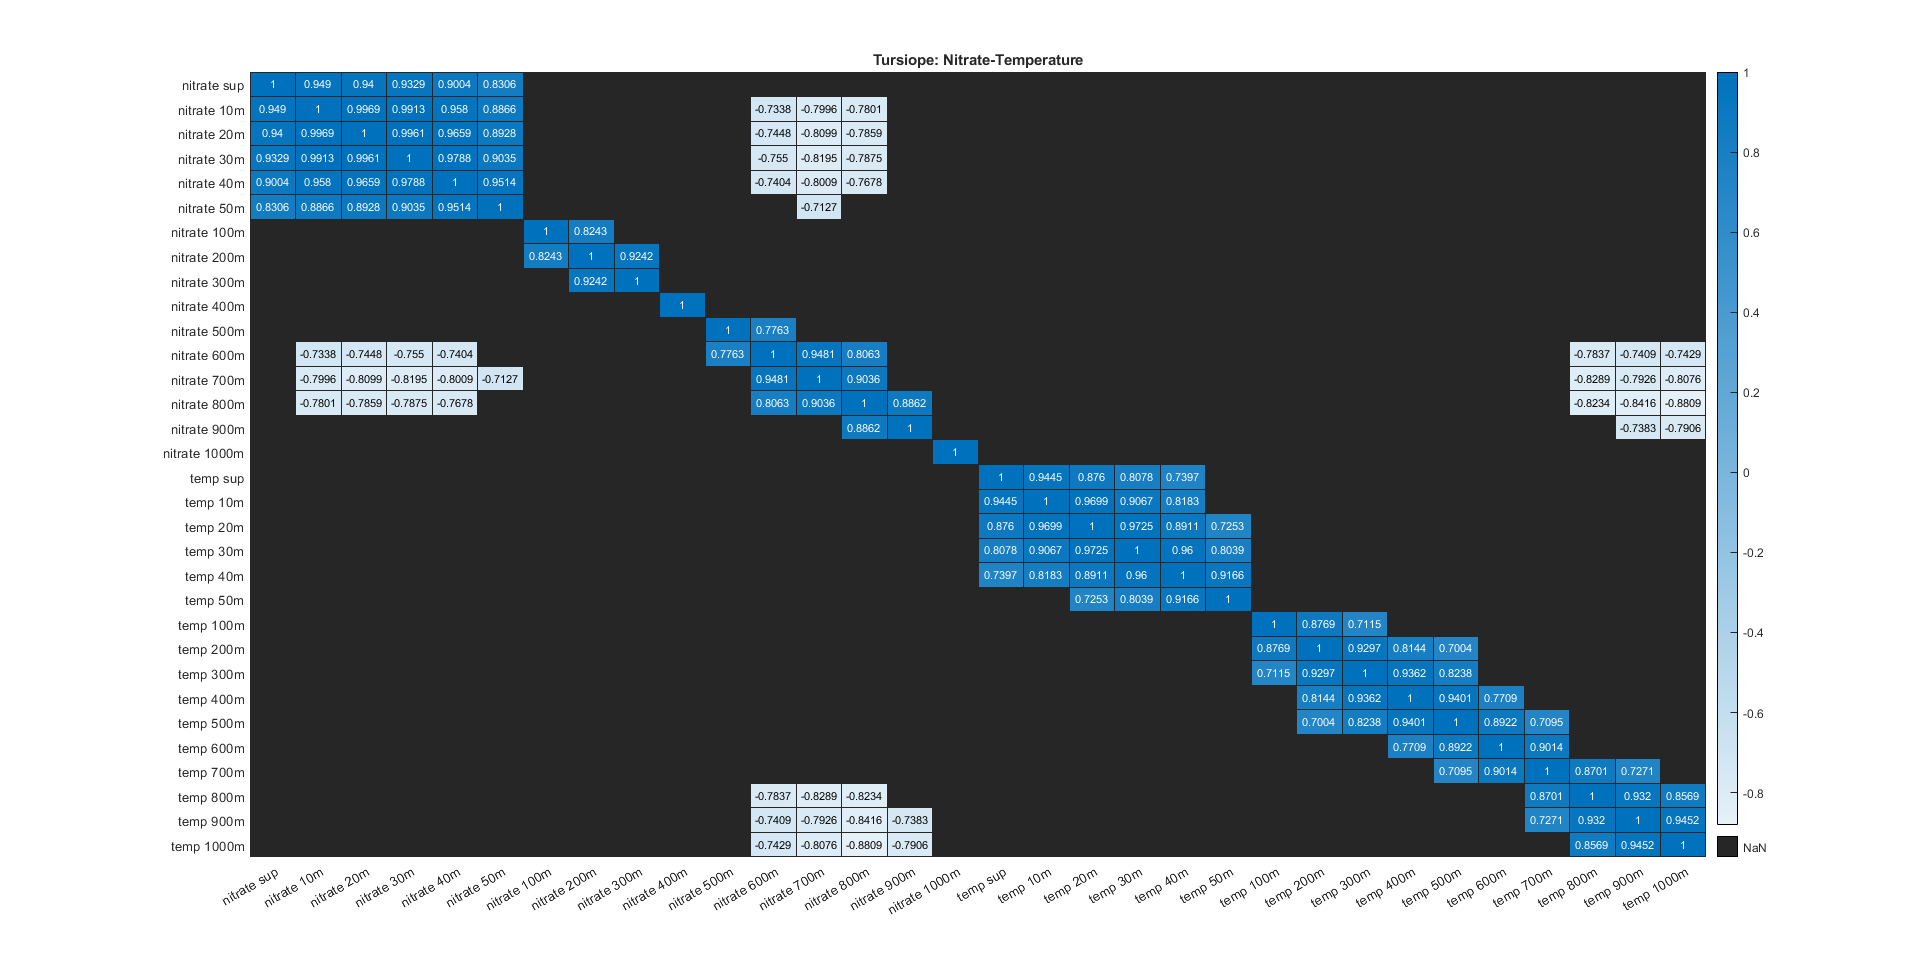 Tursiope: Nitrate-Temperature
nitrate sup 1 0.949 0.94 0.9329 0.9004 0.8306
nitrate 10m 0.949 1 0.9969 0.9913 0.958 0.8866 -0.7338 -0.7996 -0.7801
nitrate 20m 0.94 0.9969 1 0.9961 0.9659 0.8928 -0.7448 -0.8099 -0.7859
nitrate 30m 0.9329 0.9913 0.9961 1 0.9788 0.9035 -0.755 -0.8195 -0.7875
nitrate 40m 0.9004 0.958 0.9659 0.9788 1 0.9514 -0.7404 -0.8009 -0.7678
nitrate 50m 0.8306 0.8866 0.8928 0.9035 0.9514 1 -0.7127
nitrate 100m 1 0.8243
nitrate 200m 0.8243 1 0.9242
nitrate 300m 0.9242 1
nitrate 400m 1
nitrate 500m 1 0.7763
nitrate 600m -0.7338 -0.7448 -0.755 -0.7404 0.7763 1 0.9481 0.8063 -0.7837 -0.7409 -0.7429
nitrate 700m -0.7996 -0.8099 -0.8195 -0.8009 -0.7127 0.9481 1 0.9036 -0.8289 -0.7926 -0.8076
nitrate 800m -0.7801 -0.7859 -0.7875 -0.7678 0.8063 0.9036 1 0.8862 -0.8234 -0.8416 -0.8809
nitrate 900m 0.8862 1 -0.7383 -0.7906
nitrate 1000m 1
temp sup 1 0.9445 0.876 0.8078 0.7397
temp 10m 0.9445 1 0.9699 0.9067 0.8183
temp 20m 0.876 0.9699 1 0.9725 0.8911 0.7253
temp 30m 0.8078 0.9067 0.9725 1 0.96 0.8039
temp 40m 0.7397 0.8183 0.8911 0.96 1 0.9166
temp 50m 0.7253 0.8039 0.9166 1
temp 100m 1 0.8769 0.7115
temp 200m 0.8769 1 0.9297 0.8144 0.7004
temp 300m 0.7115 0.9297 1 0.9362 0.8238
temp 400m 0.8144 0.9362 1 0.9401 0.7709
temp 500m 0.7004 0.8238 0.9401 1 0.8922 0.7095
temp 600m 0.7709 0.8922 1 0.9014
temp 700m 0.7095 0.9014 1 0.8701 0.7271
temp 800m -0.7837 -0.8289 -0.8234 0.8701 1 0.932 0.8569
temp 900m -0.7409 -0.7926 -0.8416 -0.7383 0.7271 0.932 1 0.9452
temp 1000m -0.7429 -0.8076 -0.8809 -0.7906 0.8569 0.9452 1
nitrate sup nitrate 10m nitrate 20m nitrate 30m nitrate 40m nitrate 50m nitrate 100m nitrate 200m nitrate 300m nitrate 400m nitrate 500m nitrate 600m nitrate 700m nitrate 800m nitrate 900m nitrate 1000m temp sup temp 10m temp 20m temp 30m temp 40m temp 50m temp 100m temp 200m temp 300m temp 400m temp 500m temp 600m temp 700m temp 800m temp 900m temp 1000m
1
0.8
0.6
0.4
0.2
0
-0.2
-0.4
-0.6
-0.8
NaN